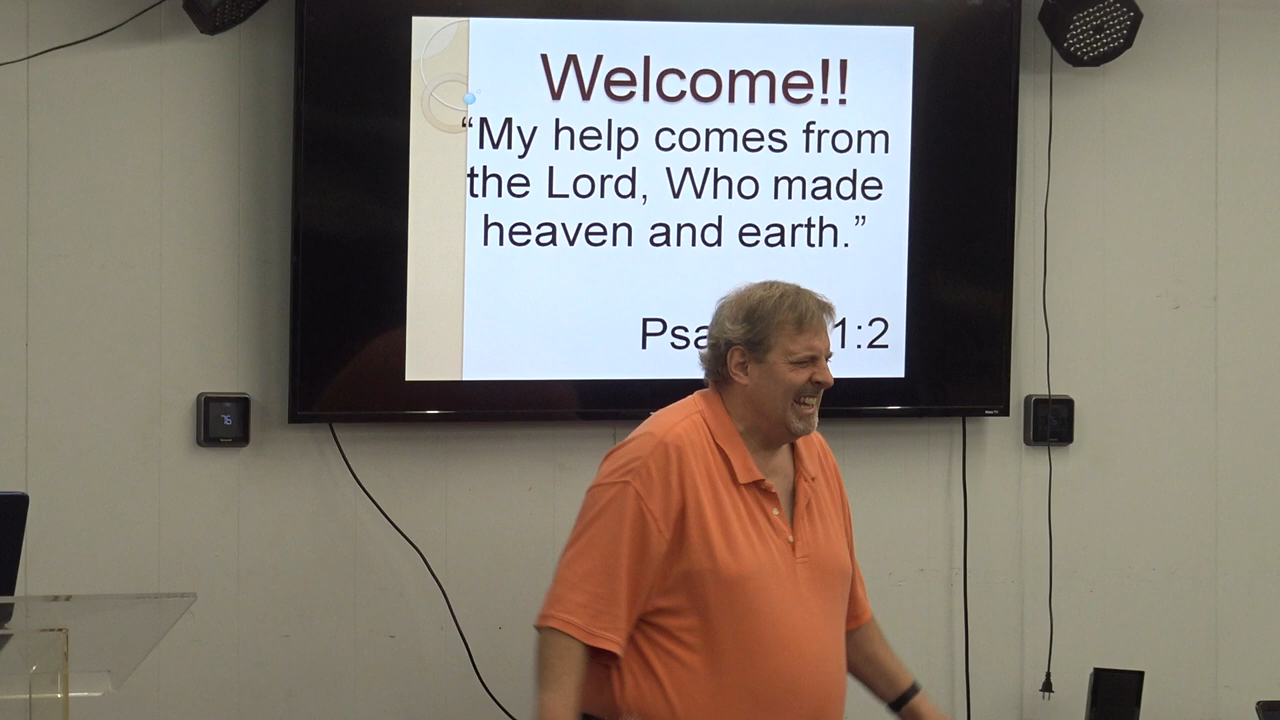 Welcome!!
“My help comes from
the Lord, Who made
heaven and earth.”
Psa 1:2
76